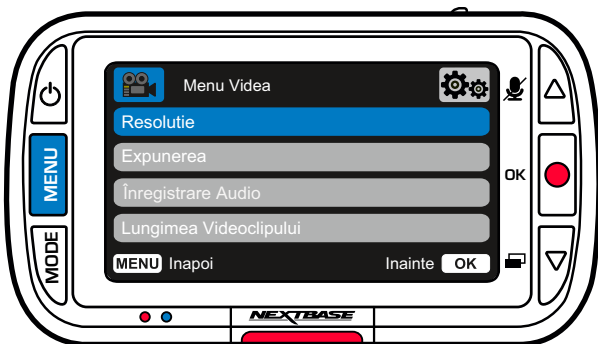 Menu Videa
Resolutie
Expunerea
Înregistrare Audio
Lungimea Videoclipului
MENU Inapoi Inainte OK
MENU
MODE
OK
NEXTBASE